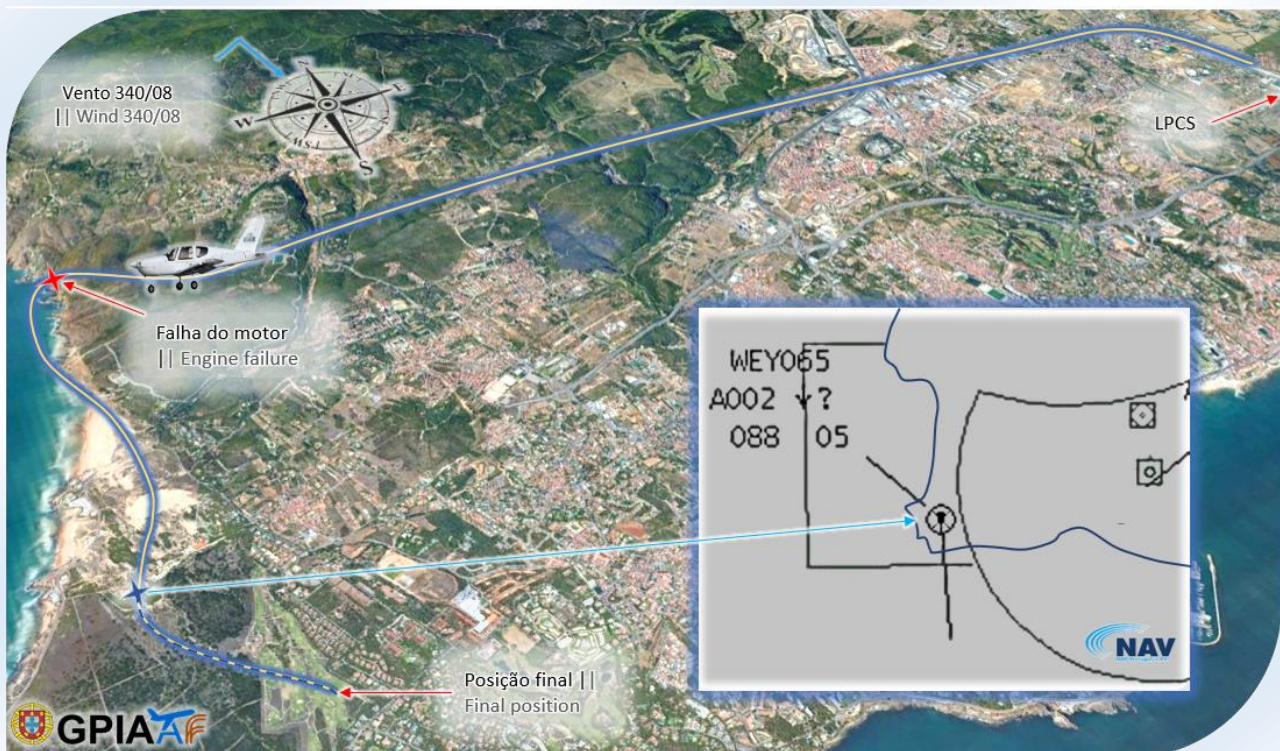 Vento 340/08
|| Wind 340/08
N
E
W
S
LPCS
Falha do motor
|| Engine failure
WEY065
A002 ?
088 05
NAV
Posição final ||
Final position
GPIAAF